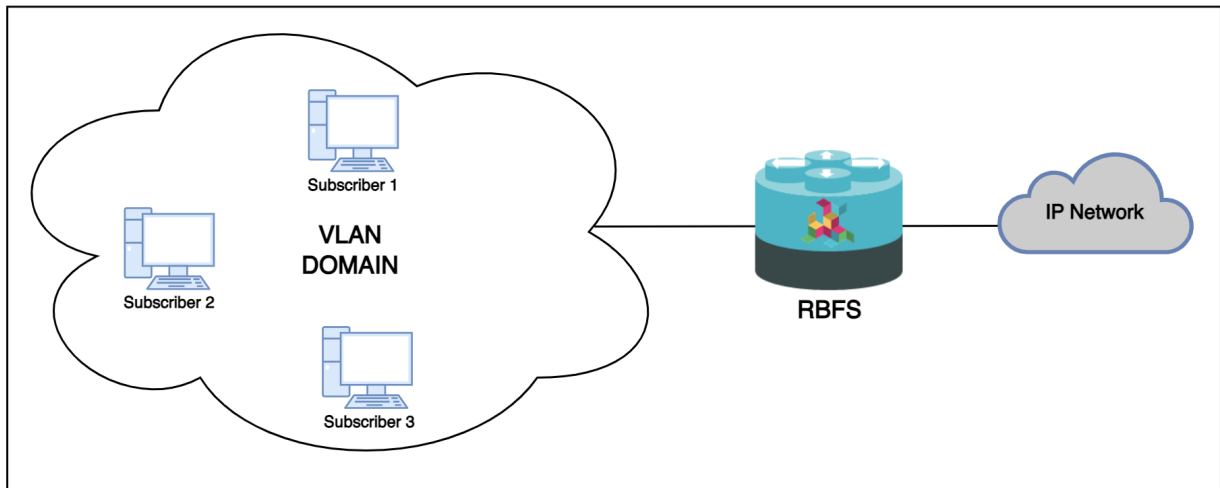 Subscriber 1
VLAN
DOMAIN
Subscriber 2
Subscriber 3
RBFS
IP Network